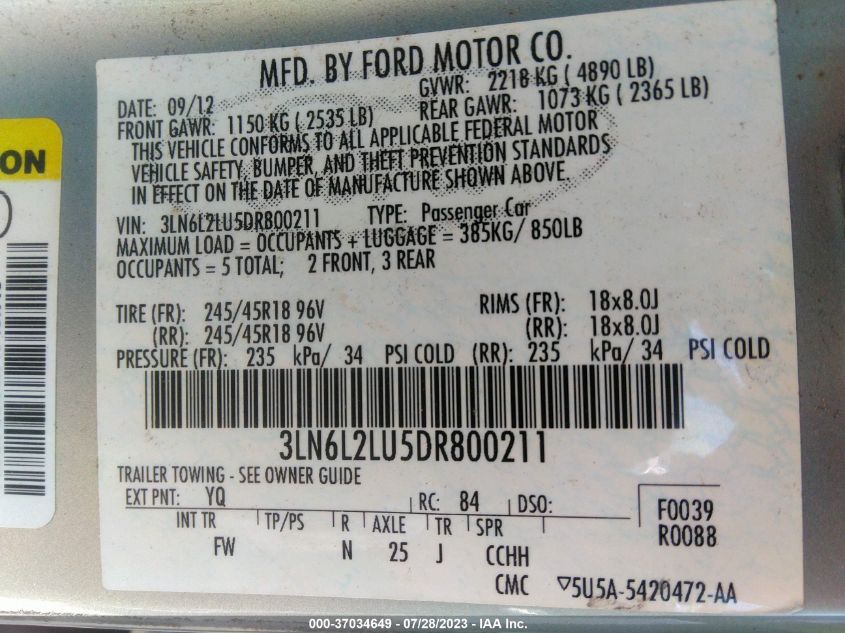 MFD. BY FORD MOTOR CO.
DATE: 09/12 GVWR: 2218 KG ( 4890 LB)
FRONT GAWR: 1150 KG ( 2535 LB) REAR GAWR: 1073 KG ( 2365 LB)
THIS VEHICLE CONFORMS TO ALL APPLICABLE FEDERAL MOTOR
VEHICLE SAFETY, BUMPER, AND THEFT PREVENTION STANDARDS
IN EFFECT ON THE DATE OF MANUFACTURE SHOWN ABOVE.
VIN: 3LN6L2LU5DR800211 TYPE: Passenger Car
MAXIMUM LOAD = OCCUPANTS + LUGGAGE = 385KG/ 850LB
OCCUPANTS = 5 TOTAL; 2 FRONT, 3 REAR
TIRE (FR): 245/45R18 96V RIMS (FR): 18x8.0J
(RR): 245/45R18 96V (RR): 18x8.0J
PRESSURE (FR): 235 kPa/ 34 PSI COLD (RR): 235 kPa/ 34 PSI COLD
3LN6L2LU5DR800211
TRAILER TOWING - SEE OWNER GUIDE
EXT PNT: YQ RC: 84 DSO: F0039
INT TR TP/PS R AXLE TR SPR R0088
FW N 25 J CCHH
CMC ▽5U5A-5420472-AA
ON
000-37034649 - 07/28/2023 - IAA Inc.